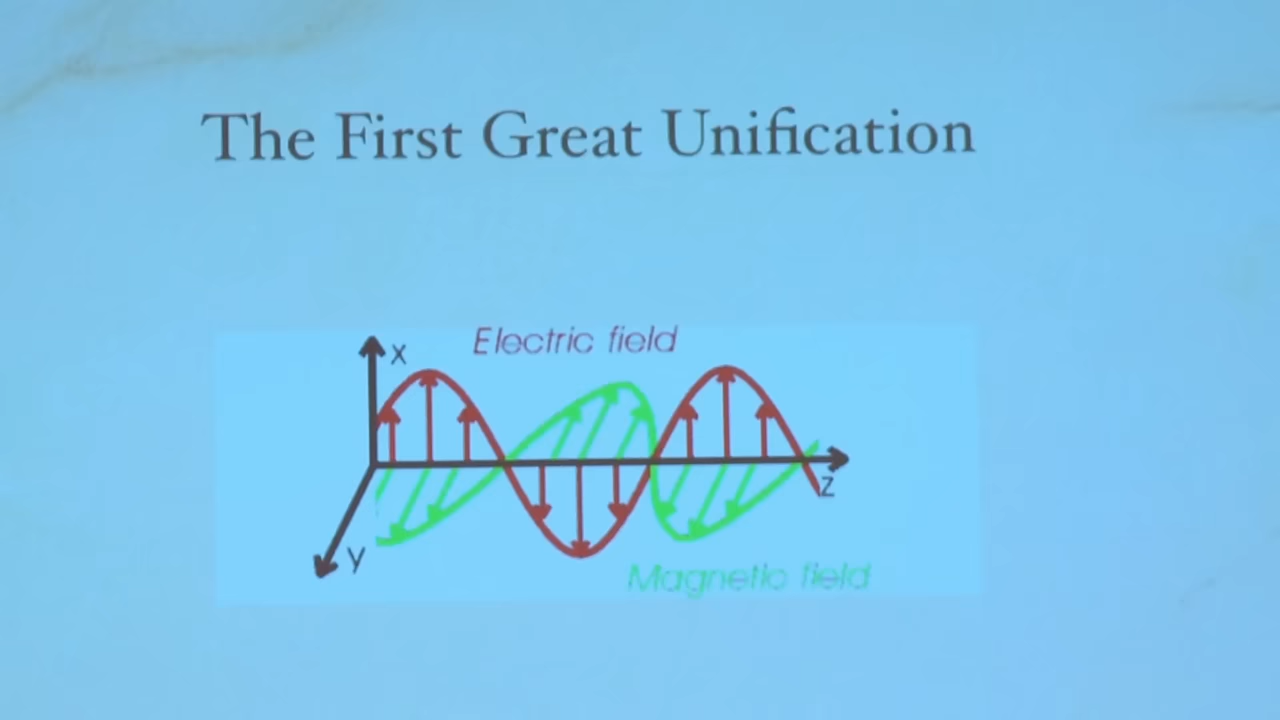 The First Great Unification
Electric field
x
z
y
Magnetic field